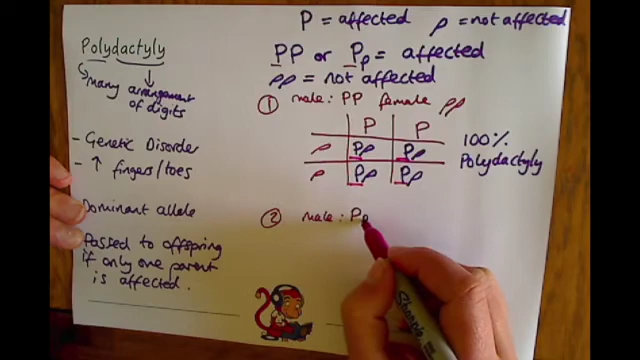 P = affected p = not affected
Polydactyly
many arrangement
of digits
- Genetic Disorder
- ↑ fingers/toes
Dominant allele
Passed to offspring
if only one parent
is affected.
PP or Pp = affected
pp = not affected
① male: PP female pp
P P
p Pp Pp
p Pp Pp
100%
Polydactyly
② male: Pp
Sharpie